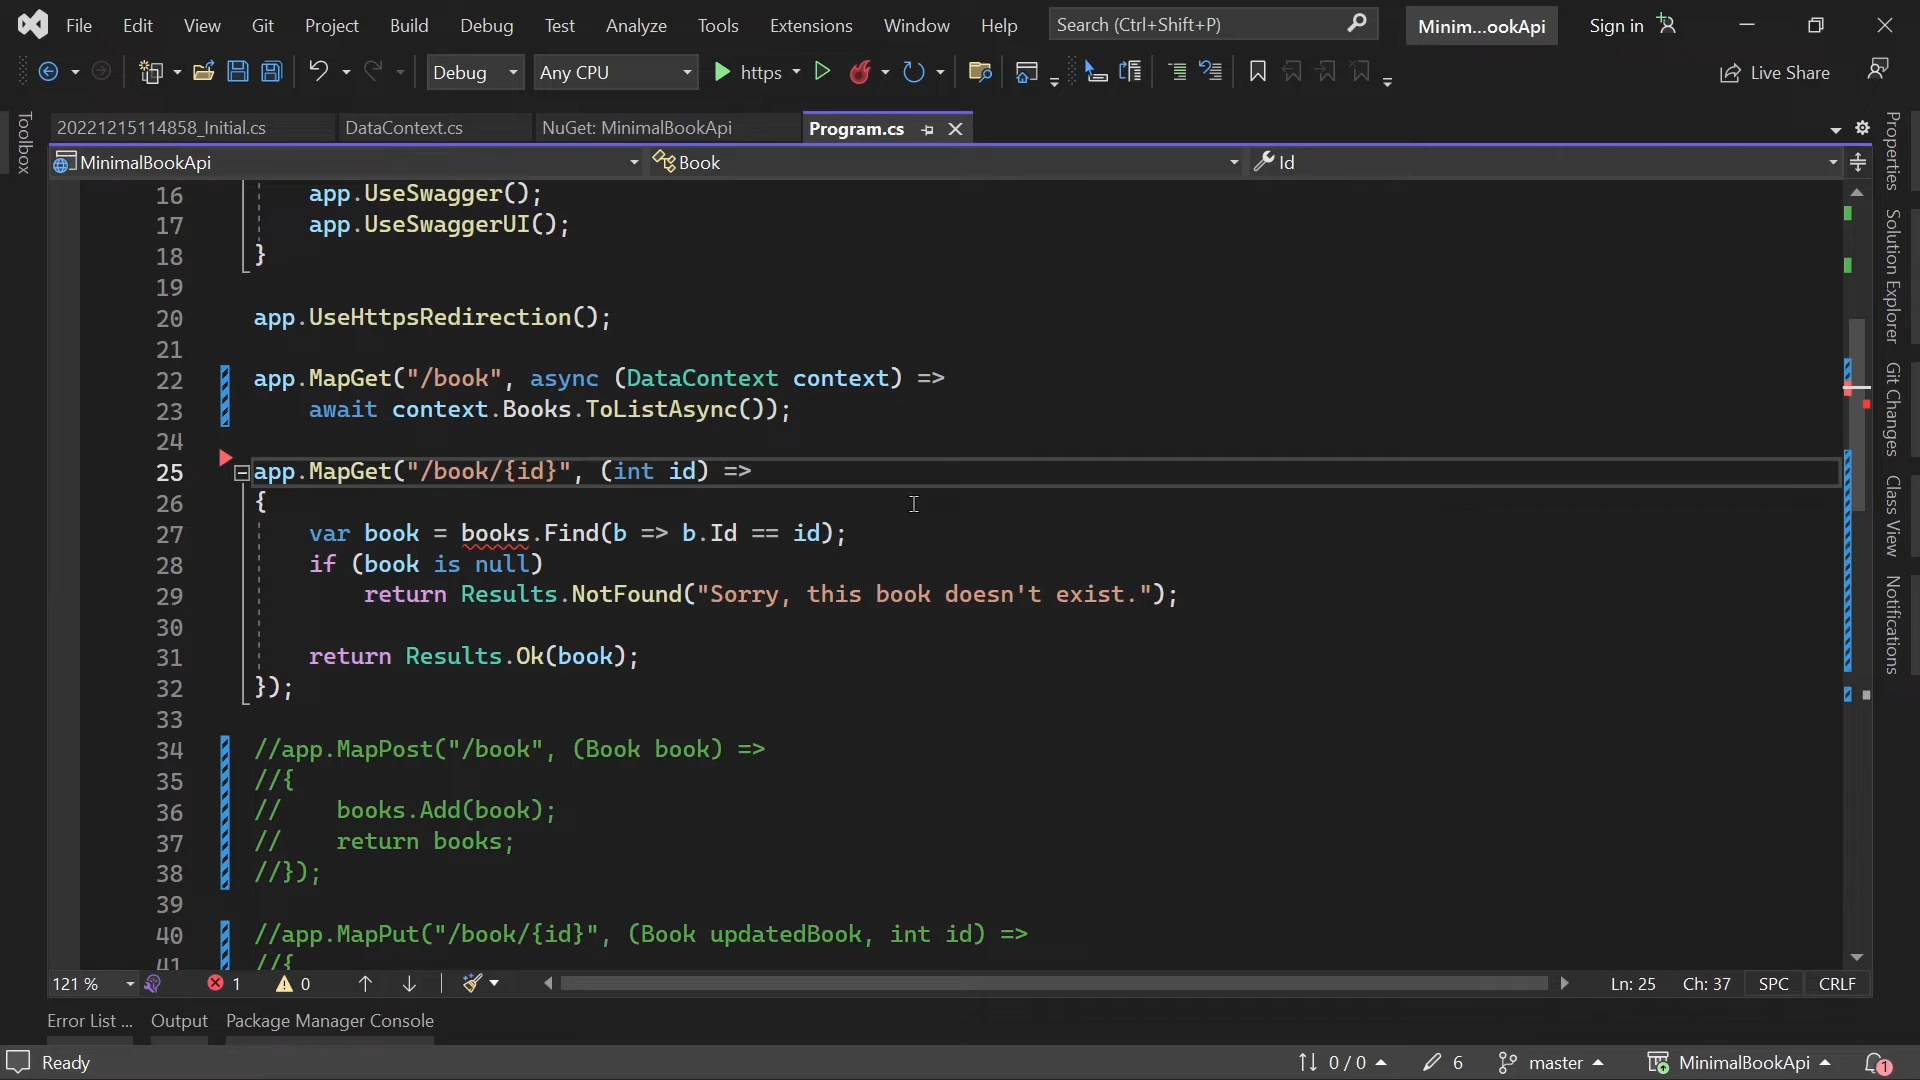 File Edit View Git Project Build Debug Test Analyze Tools Extensions Window Help Search (Ctrl+Shift+P) Minim...ookApi Sign in
Debug Any CPU https Live Share
20221215114858_Initial.cs DataContext.cs NuGet: MinimalBookApi Program.cs
MinimalBookApi Book Id
Toolbox
Properties
Solution Explorer
Git Changes
Class View
Notifications
16 app.UseSwagger();
17 app.UseSwaggerUI();
18 }
19
20 app.UseHttpsRedirection();
21
22 app.MapGet("/book", async (DataContext context) =>
23 await context.Books.ToListAsync());
24
25 app.MapGet("/book/{id}", (int id) =>
26 {
27 var book = books.Find(b => b.Id == id);
28 if (book is null)
29 return Results.NotFound("Sorry, this book doesn't exist.");
30
31 return Results.Ok(book);
32 });
33
34 //app.MapPost("/book", (Book book) =>
35 //{
36 // books.Add(book);
37 // return books;
38 //});
39
40 //app.MapPut("/book/{id}", (Book updatedBook, int id) =>
41 //{
121 % 1 0 Ln: 25 Ch: 37 SPC CRLF
Error List ... Output Package Manager Console
Ready 0 / 0 6 master MinimalBookApi 1